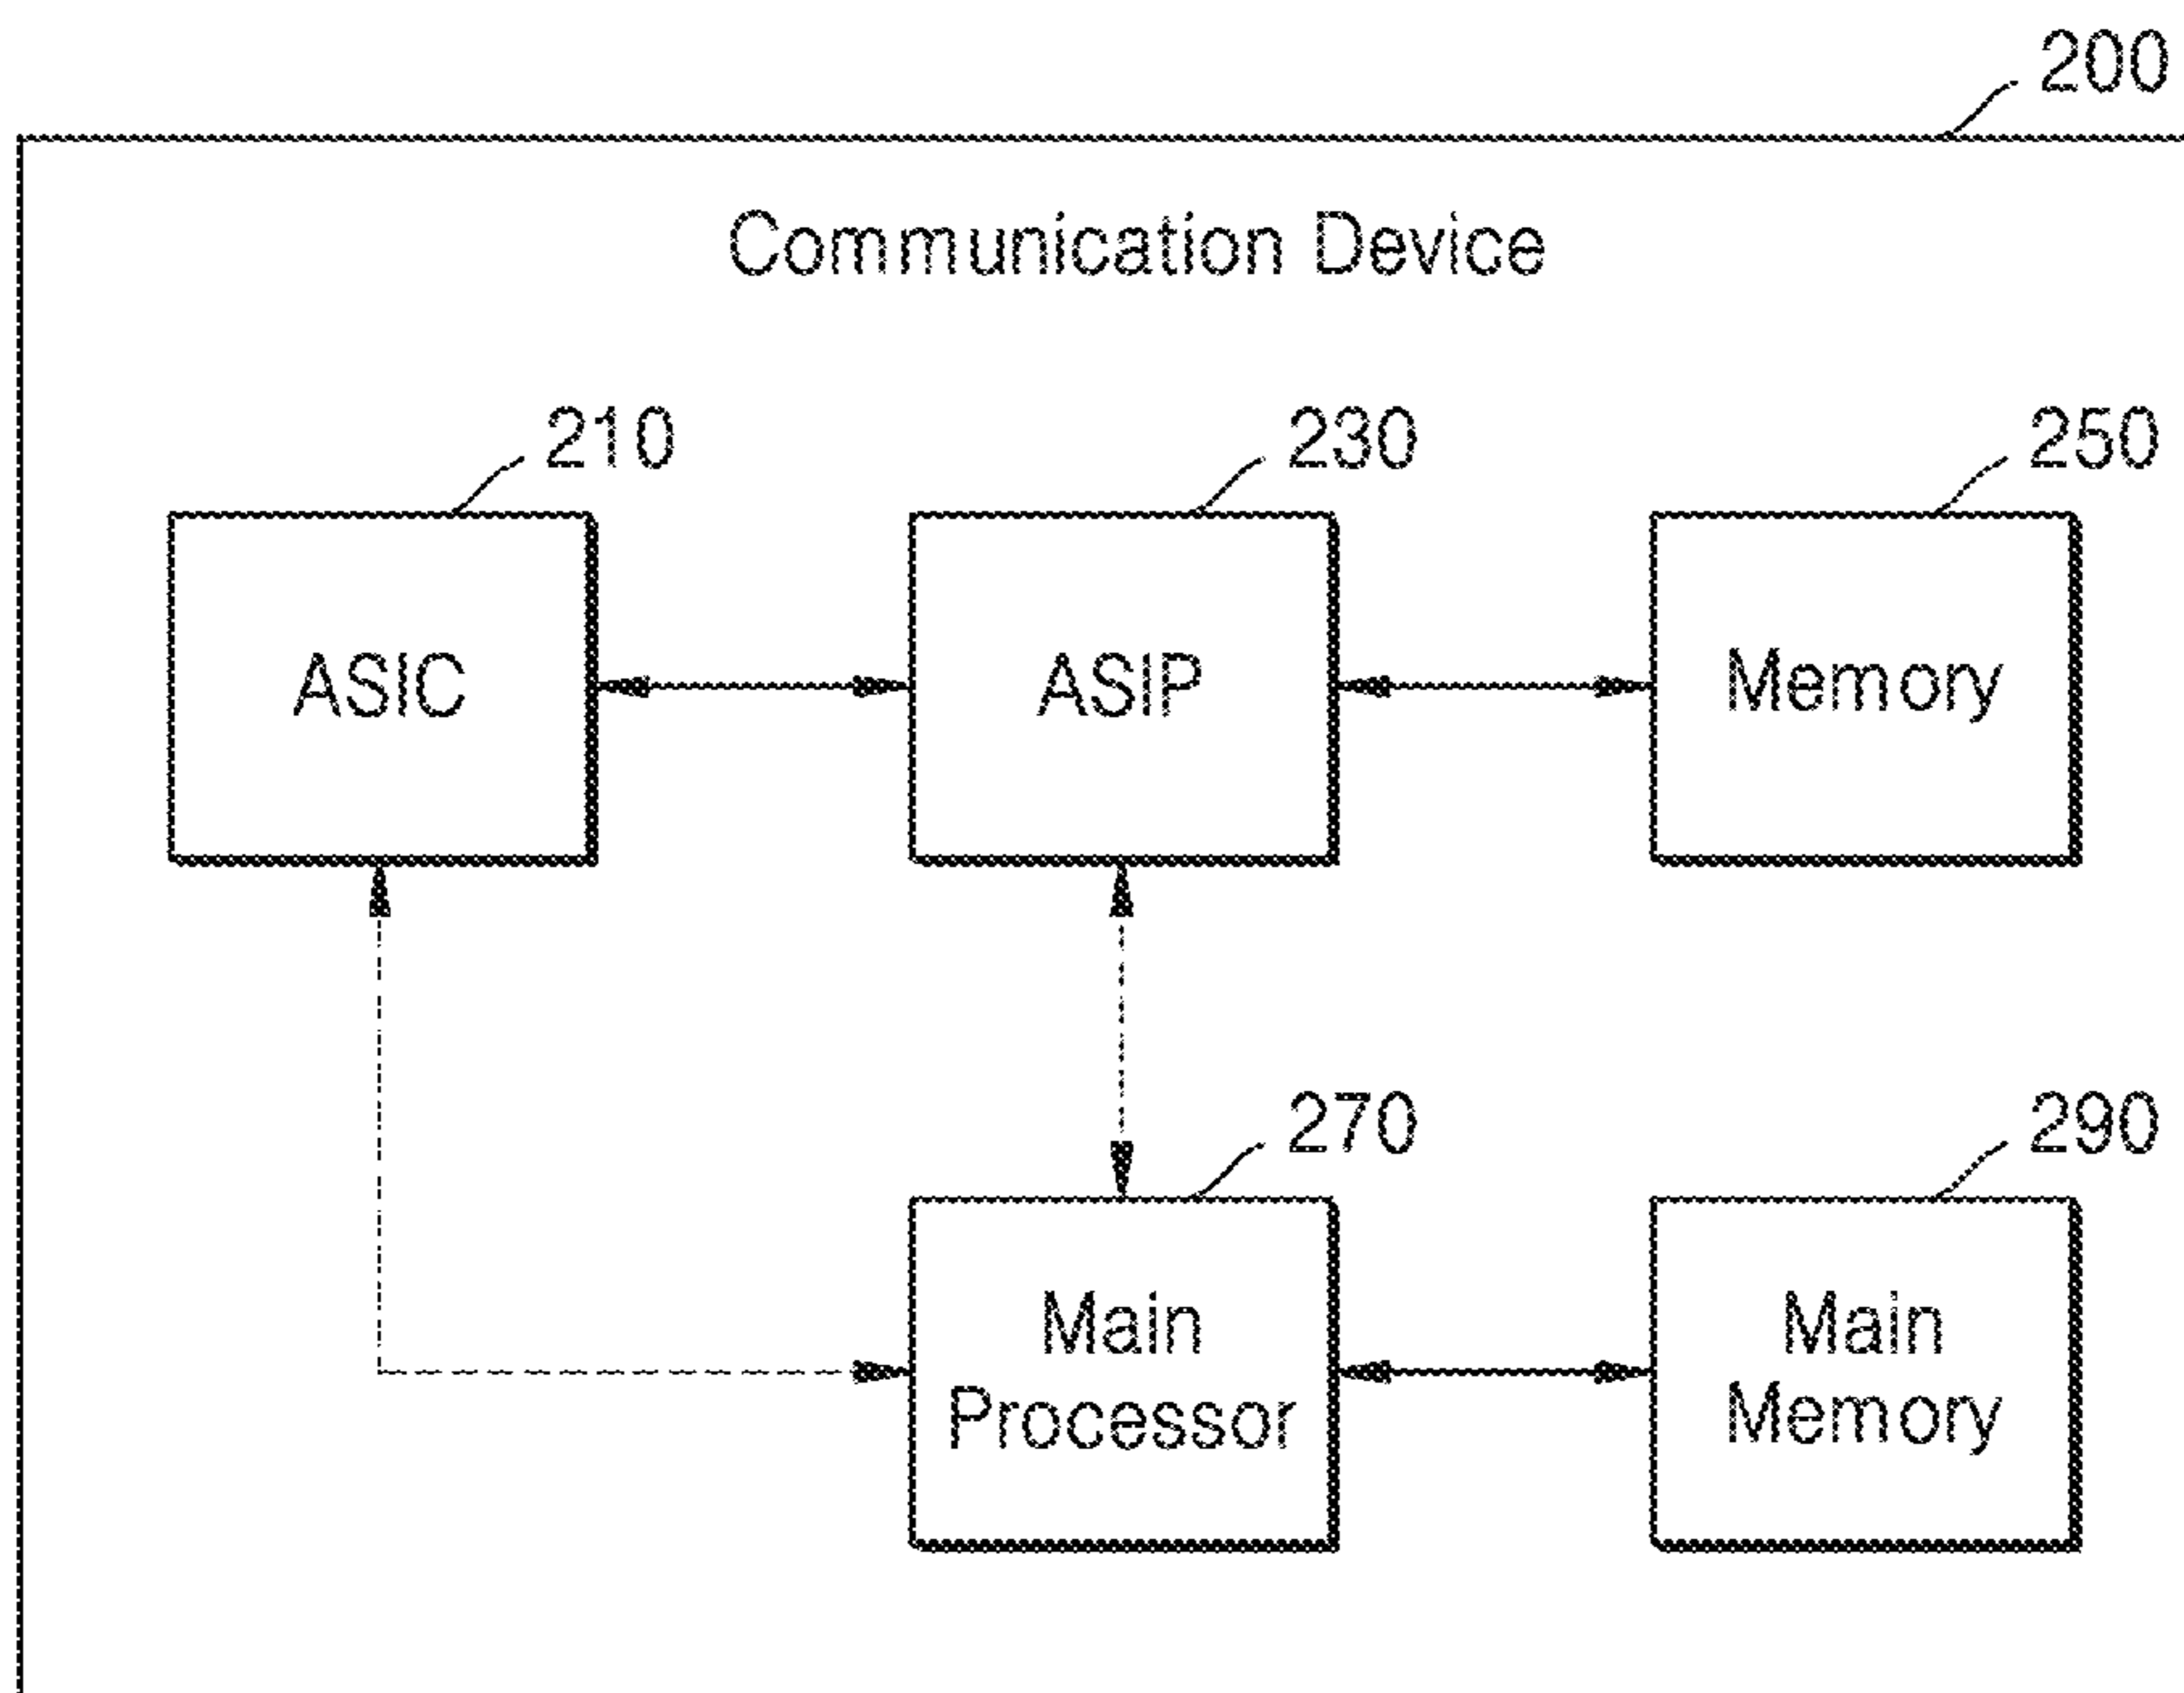 200
Communication Device
210
230
250
ASIC
ASIP
Memory
270
290
Main
Processor
Main
Memory